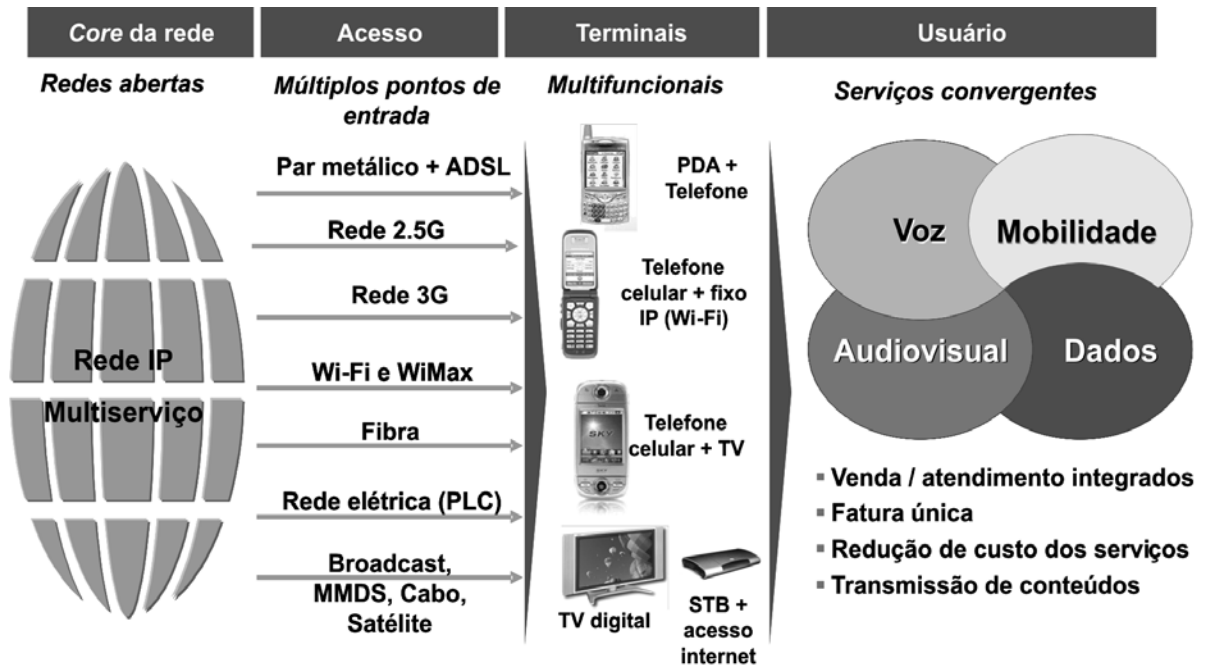 Core da rede
Acesso
Terminais
Usuário
Redes abertas
Múltiplos pontos de
entrada
Multifuncionais
Serviços convergentes
Rede IP
Multiserviço
Par metálico + ADSL
Rede 2.5G
Rede 3G
Wi-Fi e WiMax
Fibra
Rede elétrica (PLC)
Broadcast,
MMDS, Cabo,
Satélite
PDA +
Telefone
Telefone
celular + fixo
IP (Wi-Fi)
SKY
Telefone
celular + TV
TV digital
STB +
acesso
internet
Voz
Mobilidade
Audiovisual
Dados
▪ Venda / atendimento integrados
▪ Fatura única
▪ Redução de custo dos serviços
▪ Transmissão de conteúdos